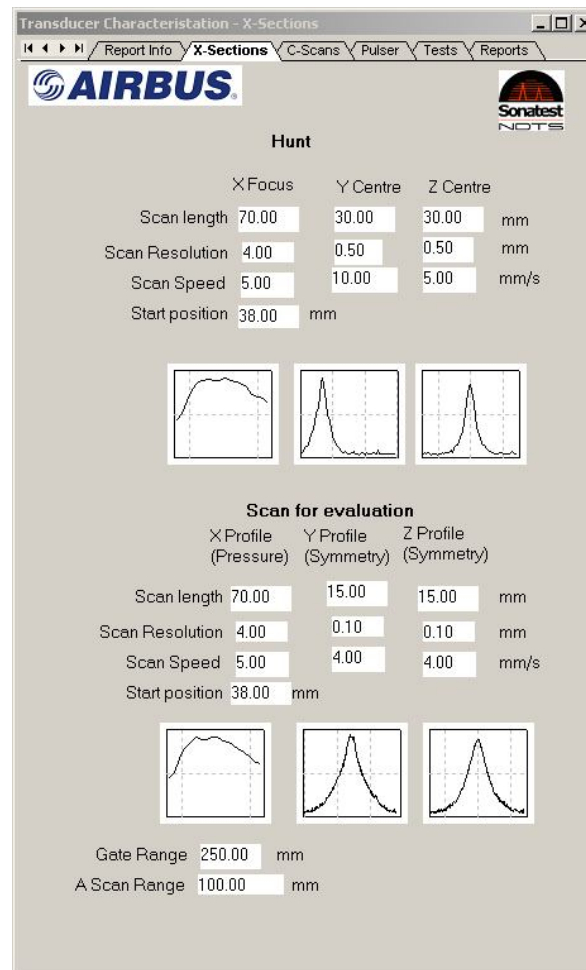 Transducer Characteristation - X-Sections
Report Info X-Sections C-Scans Pulser Tests Reports
AIRBUS
Sonatest
NDTS
Hunt
X Focus Y Centre Z Centre
Scan length 70.00 30.00 30.00 mm
Scan Resolution 4.00 0.50 0.50 mm
Scan Speed 5.00 10.00 5.00 mm/s
Start position 38.00 mm
Scan for evaluation
X Profile Y Profile Z Profile
(Pressure) (Symmetry) (Symmetry)
Scan length 70.00 15.00 15.00 mm
Scan Resolution 4.00 0.10 0.10 mm
Scan Speed 5.00 4.00 4.00 mm/s
Start position 38.00 mm
Gate Range 250.00 mm
A Scan Range 100.00 mm